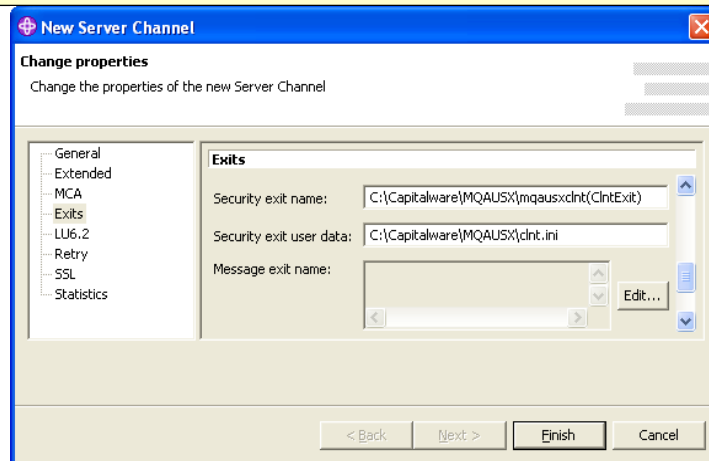 New Server Channel
Change properties
Change the properties of the new Server Channel
General
Extended
MCA
Exits
LU6.2
Retry
SSL
Statistics
Exits
Security exit name: C:\Capitalware\MQAUSX\mqausxclnt(ClntExit)
Security exit user data: C:\Capitalware\MQAUSX\clnt.ini
Message exit name:
Edit...
< Back Next > Finish Cancel